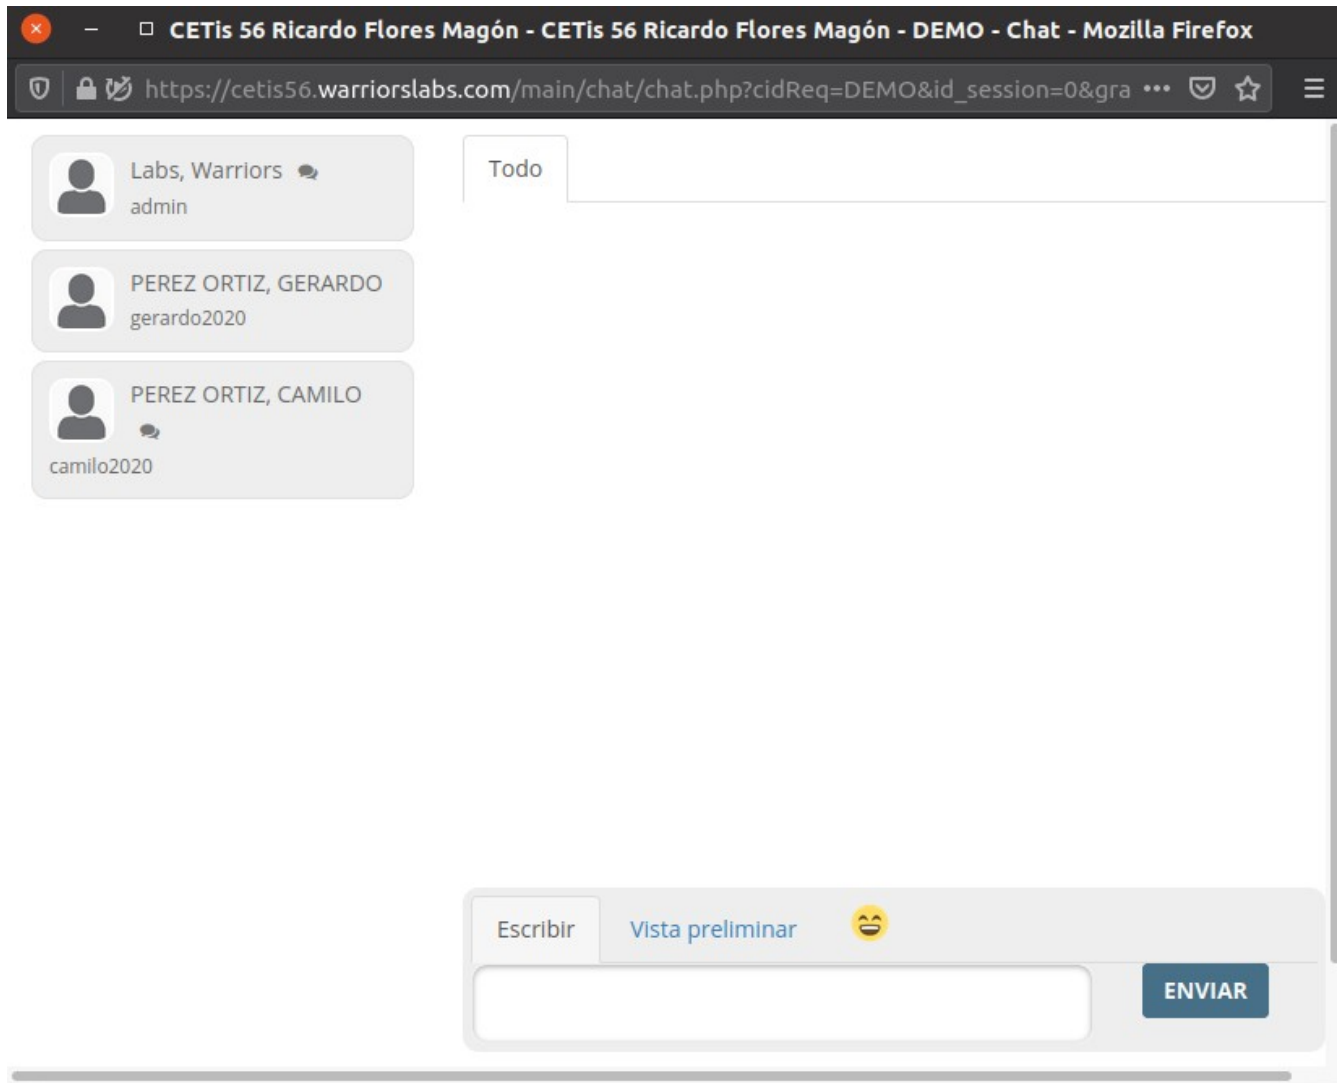 CETis 56 Ricardo Flores Magón - CETis 56 Ricardo Flores Magón - DEMO - Chat - Mozilla Firefox
https://cetis56.warriorslabs.com/main/chat/chat.php?cidReq=DEMO&id_session=0&gra
Labs, Warriors
admin
PEREZ ORTIZ, GERARDO
gerardo2020
PEREZ ORTIZ, CAMILO
camilo2020
Todo
Escribir Vista preliminar
ENVIAR